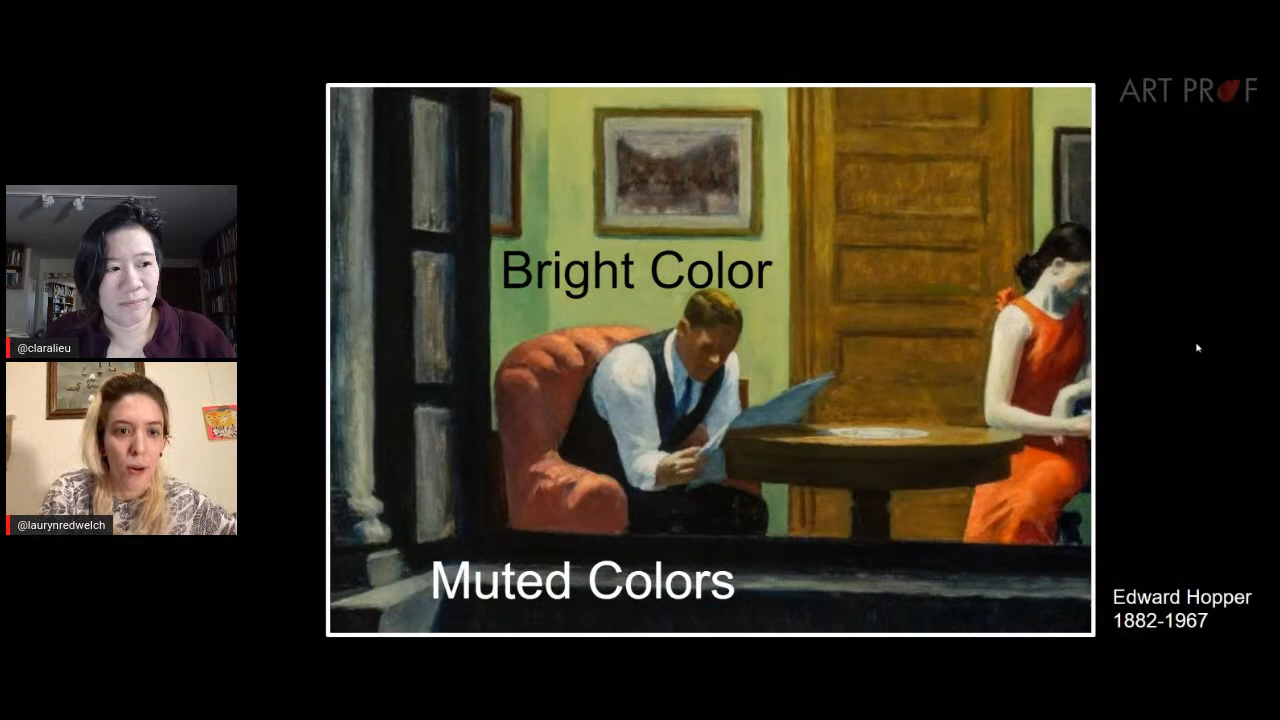 ART PROF
Bright Color
@claralieu
@laurynredwelch
Muted Colors
Edward Hopper
1882-1967